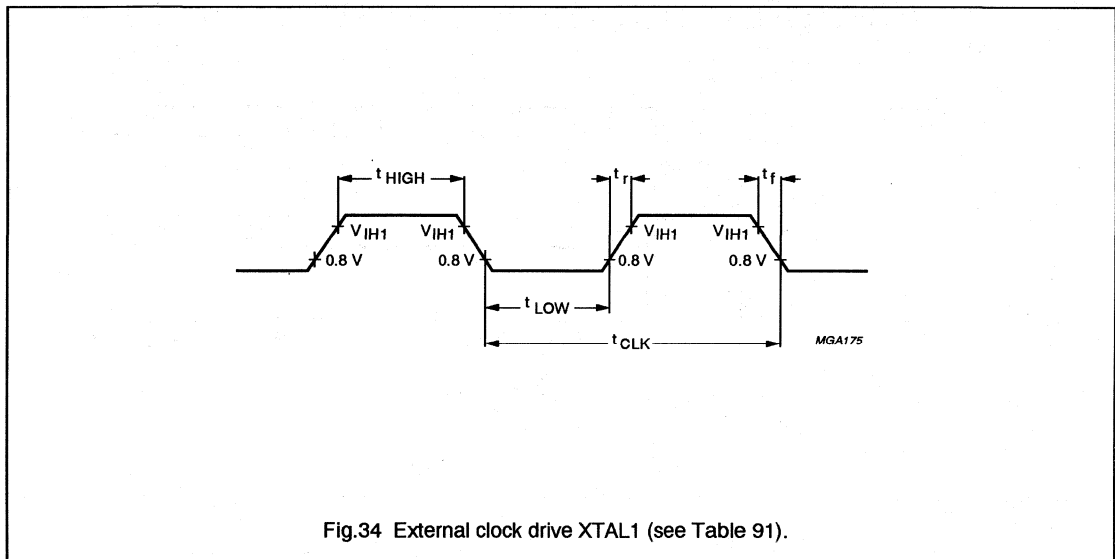 t HIGH t r t f
V IH1 V IH1 V IH1 V IH1
0.8 V 0.8 V 0.8 V 0.8 V
t LOW
t CLK MGA175
Fig.34 External clock drive XTAL1 (see Table 91).